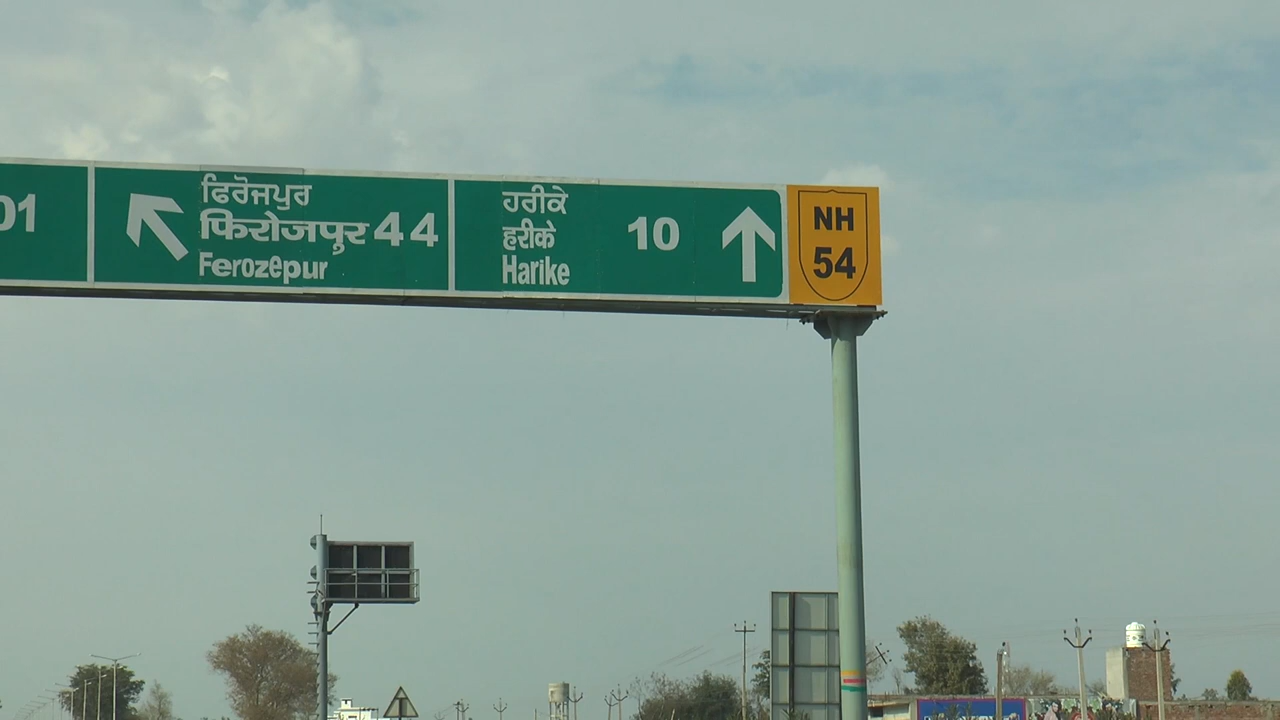 01
ਫਿਰੋਜ਼ਪੁਰ
फिरोजपुर 44
Ferozepur
ਹਰੀਕੇ
हरीके 10
Harike
NH
54